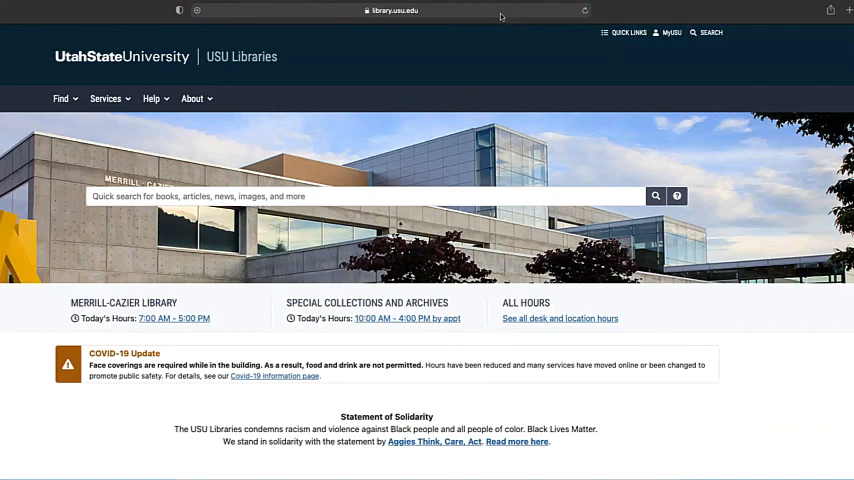 library.usu.edu
QUICK LINKS MyUSU SEARCH
UtahStateUniversity USU Libraries
Find Services Help About
MERRILL-CAZIER
Quick search for books, articles, news, images, and more
MERRILL-CAZIER LIBRARY SPECIAL COLLECTIONS AND ARCHIVES ALL HOURS
Today's Hours: 7:00 AM - 5:00 PM Today's Hours: 10:00 AM - 4:00 PM by appt See all desk and location hours
COVID-19 Update
Face coverings are required while in the building. As a result, food and drink are not permitted. Hours have been reduced and many services have moved online or been changed to
promote public safety. For details, see our Covid-19 information page.
Statement of Solidarity
The USU Libraries condemns racism and violence against Black people and all people of color. Black Lives Matter.
We stand in solidarity with the statement by Aggies Think, Care, Act. Read more here.